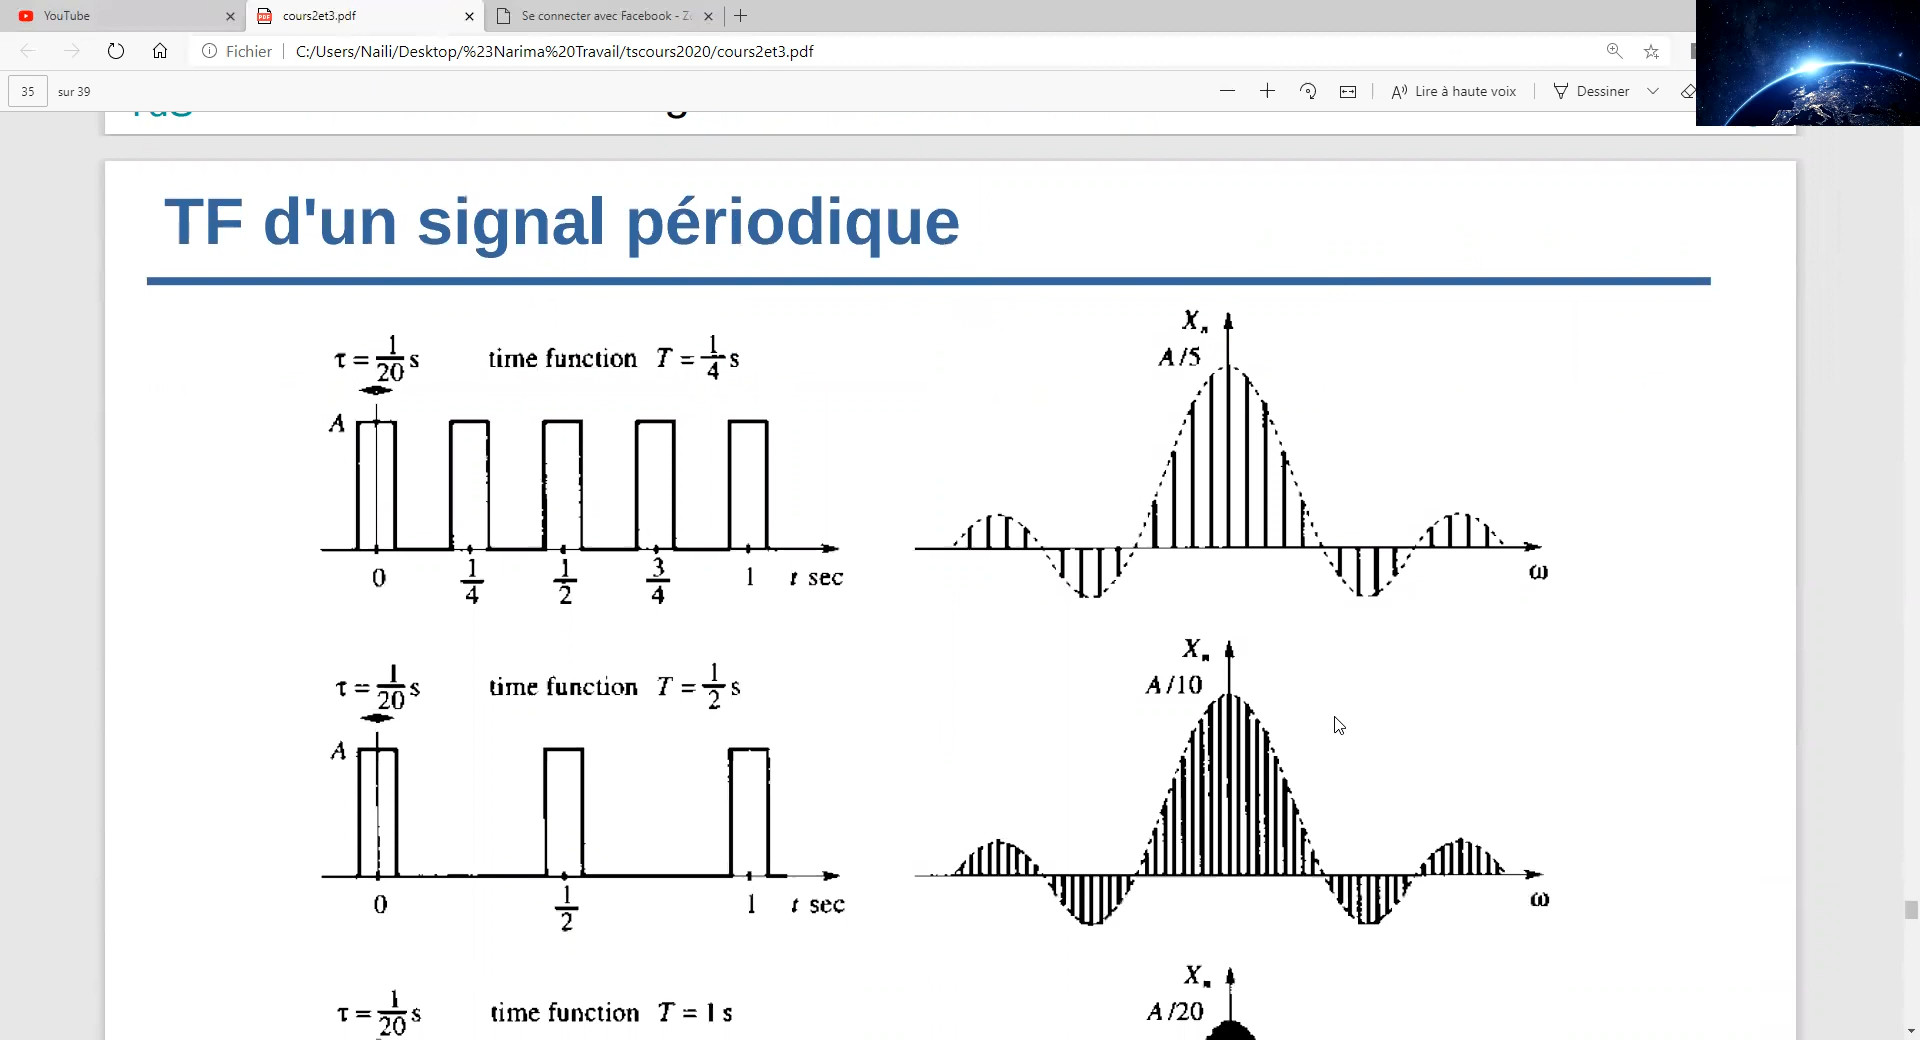 YouTube
cours2et3.pdf
Se connecter avec Facebook -
Fichier
C:/Users/Naili/Desktop/%23Narima%20Travail/tscours2020/cours2et3.pdf
35
sur 39
Lire à haute voix
Dessiner
TF d'un signal périodique
τ = 1/20 s
time function T = 1/4 s
A
0
1/4
1/2
3/4
1
t sec
Xn
A/5
ω
τ = 1/20 s
time function T = 1/2 s
A
0
1/2
1
t sec
Xn
A/10
ω
τ = 1/20 s
time function T = 1 s
Xn
A/20